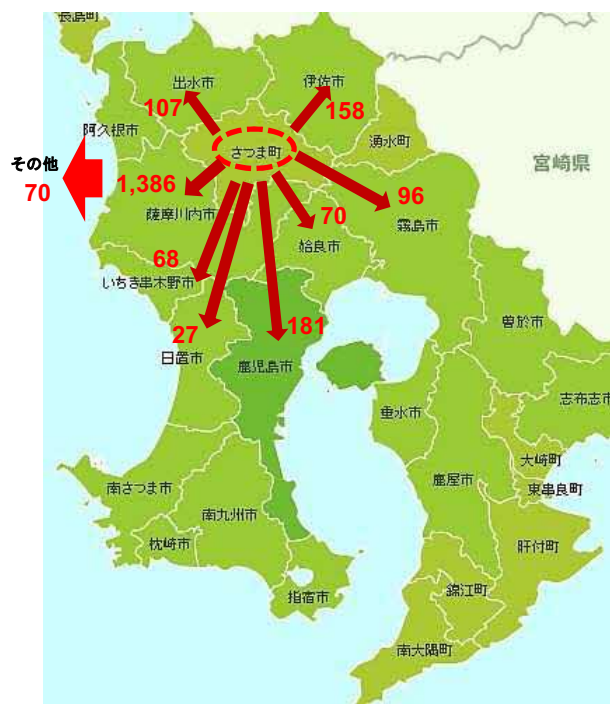 長島町
出水市
伊佐市
107
158
阿久根市
さつま町
湧水町
その他
70
宮崎県
1,386
薩摩川内市
96
霧島市
70
姶良市
68
いちき串木野市
27
日置市
181
鹿児島市
曽於市
志布志市
垂水市
大崎町
東串良町
鹿屋市
南さつま市
南九州市
枕崎市
肝付町
指宿市
錦江町
南大隅町